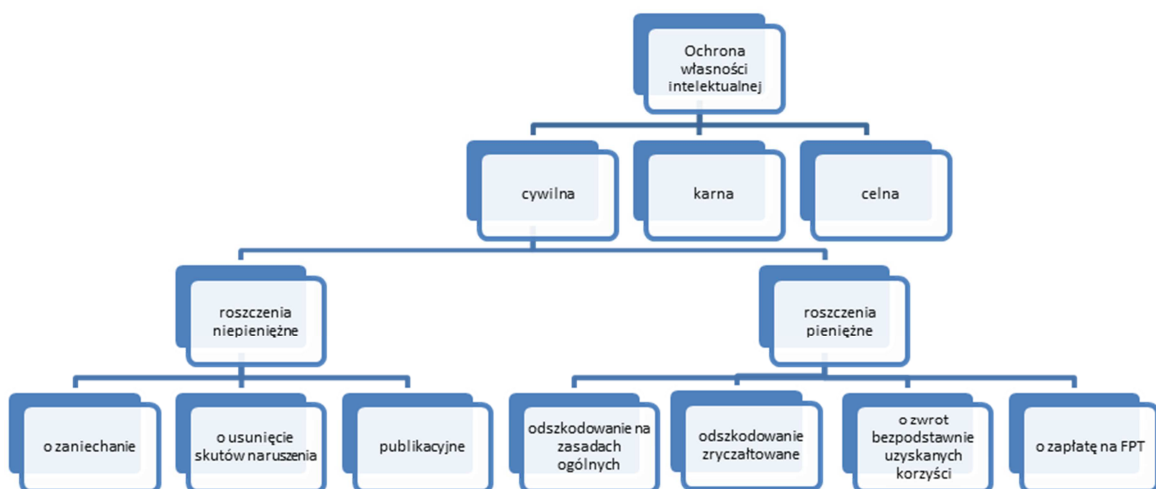 Ochrona
własności
intelektualnej
cywilna
karna
celna
roszczenia
niepieniężne
roszczenia
pieniężne
o zaniechanie
o usunięcie
skutów naruszenia
publikacyjne
odszkodowanie na
zasadach
ogólnych
odszkodowanie
zryczałtowane
o zwrot
bezpodstawnie
uzyskanych
korzyści
o zapłatę na FPT